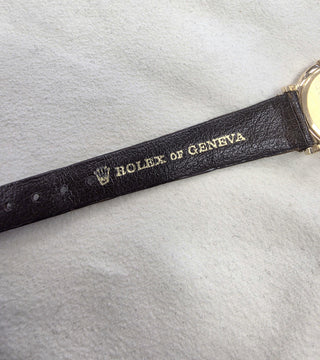 ROLEX OF GENEVA